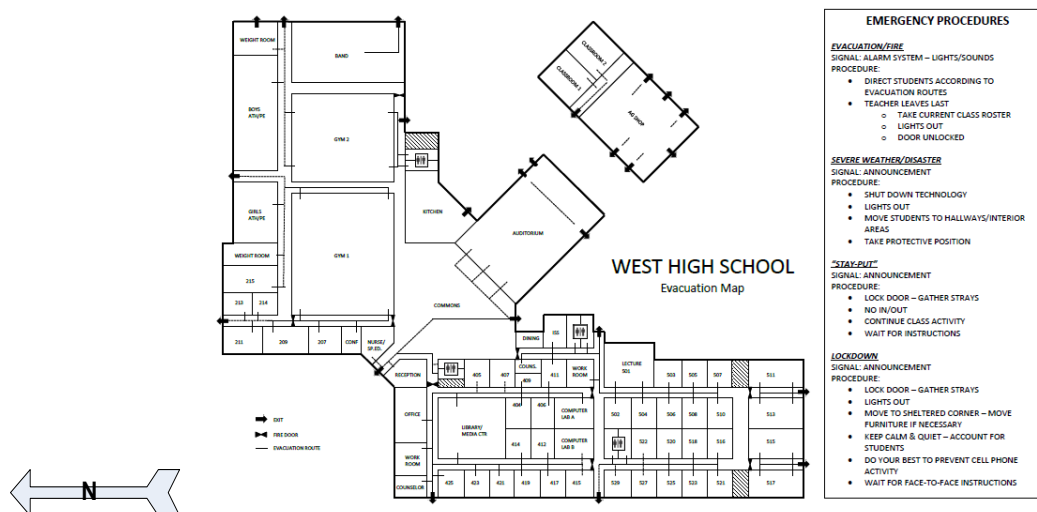 WEIGHT ROOM
BAND
BOYS
ATH/PE
GYM 2
GIRLS
ATH/PE
WEIGHT ROOM
GYM 1
215
213
214
211
209
207
CONF
NURSE/
SP.ED.
KITCHEN
COMMONS
AUDITORIUM
CLASSROOM 1
CLASSROOM 2
AG SHOP
WEST HIGH SCHOOL
Evacuation Map
DINING
ISS
RECEPTION
405
407
COUNS.
409
411
WORK
ROOM
LECTURE
501
503
505
507
511
OFFICE
LIBRARY/
MEDIA CTR
408
406
COMPUTER
LAB A
414
412
COMPUTER
LAB B
502
504
506
508
510
513
522
520
518
516
515
WORK
ROOM
COUNSELOR
425
423
421
419
417
415
529
527
525
523
521
517
EXIT
FIRE DOOR
EVACUATION ROUTE
N
EMERGENCY PROCEDURES
EVACUATION/FIRE
SIGNAL: ALARM SYSTEM – LIGHTS/SOUNDS
PROCEDURE:
• DIRECT STUDENTS ACCORDING TO
EVACUATION ROUTES
• TEACHER LEAVES LAST
o TAKE CURRENT CLASS ROSTER
o LIGHTS OUT
o DOOR UNLOCKED
SEVERE WEATHER/DISASTER
SIGNAL: ANNOUNCEMENT
PROCEDURE:
• SHUT DOWN TECHNOLOGY
• LIGHTS OUT
• MOVE STUDENTS TO HALLWAYS/INTERIOR
AREAS
• TAKE PROTECTIVE POSITION
"STAY-PUT"
SIGNAL: ANNOUNCEMENT
PROCEDURE:
• LOCK DOOR – GATHER STRAYS
• NO IN/OUT
• CONTINUE CLASS ACTIVITY
• WAIT FOR INSTRUCTIONS
LOCKDOWN
SIGNAL: ANNOUNCEMENT
PROCEDURE:
• LOCK DOOR – GATHER STRAYS
• LIGHTS OUT
• MOVE TO SHELTERED CORNER – MOVE
FURNITURE IF NECESSARY
• KEEP CALM & QUIET – ACCOUNT FOR
STUDENTS
• DO YOUR BEST TO PREVENT CELL PHONE
ACTIVITY
• WAIT FOR FACE-TO-FACE INSTRUCTIONS